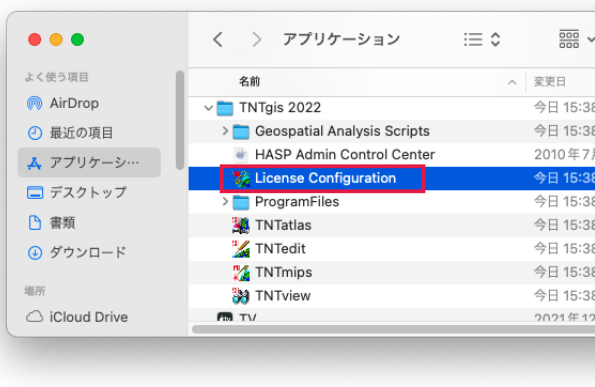 アプリケーション
よく使う項目
AirDrop
最近の項目
アプリケーシ…
デスクトップ
書類
ダウンロード
場所
iCloud Drive
名前 変更日
TNTgis 2022 今日 15:38
Geospatial Analysis Scripts 今日 15:38
HASP Admin Control Center 2010年7
License Configuration 今日 15:38
ProgramFiles 今日 15:38
TNTatlas 今日 15:38
TNTedit 今日 15:38
TNTmips 今日 15:38
TNTview 今日 15:38
TV 2021年12